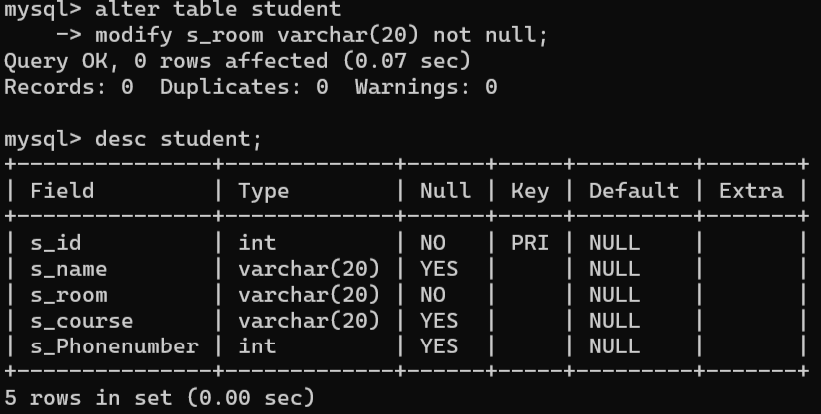 mysql> alter table student
    -> modify s_room varchar(20) not null;
Query OK, 0 rows affected (0.07 sec)
Records: 0  Duplicates: 0  Warnings: 0

mysql> desc student;
+---------------+-------------+------+-----+---------+-------+
| Field         | Type        | Null | Key | Default | Extra |
+---------------+-------------+------+-----+---------+-------+
| s_id          | int         | NO   | PRI | NULL    |       |
| s_name        | varchar(20) | YES  |     | NULL    |       |
| s_room        | varchar(20) | NO   |     | NULL    |       |
| s_course      | varchar(20) | YES  |     | NULL    |       |
| s_Phonenumber | int         | YES  |     | NULL    |       |
+---------------+-------------+------+-----+---------+-------+
5 rows in set (0.00 sec)